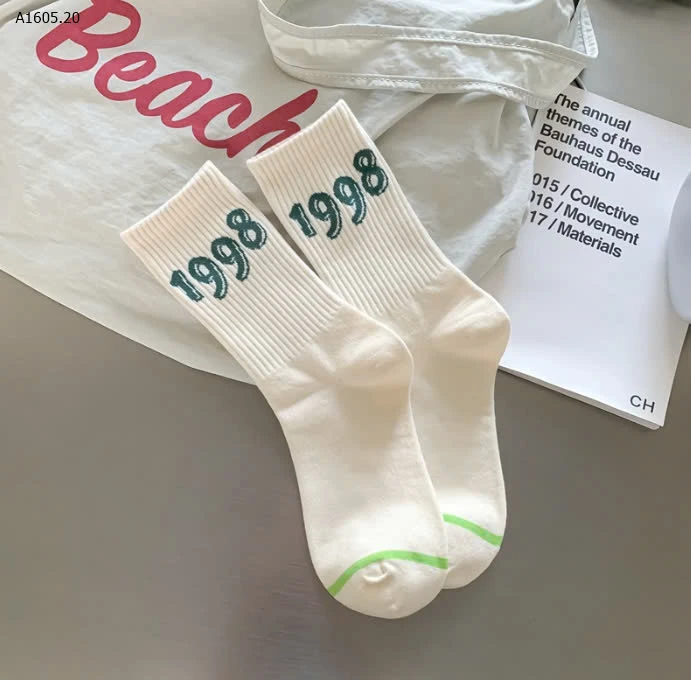 A1605.20
Beach
1998
1998
The annual
themes of the
Bauhaus Dessau
Foundation
015 / Collective
016 / Movement
17 / Materials
CH